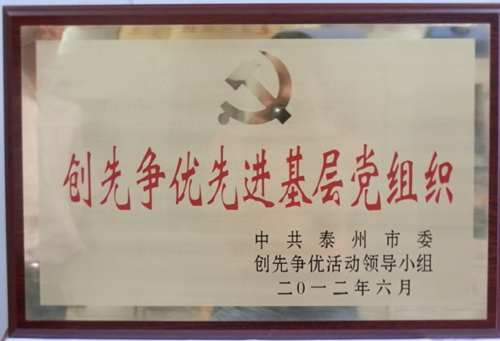 创先争优先进基层党组织
中共泰州市委
创先争优活动领导小组
二〇一二年六月